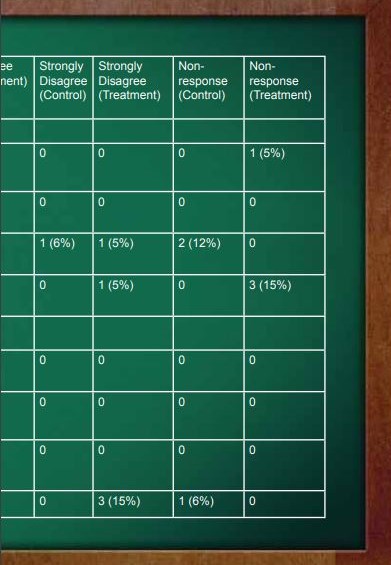 ee Strongly Strongly Non- Non-
ment) Disagree Disagree response response
(Control) (Treatment) (Control) (Treatment)
0 0 0 1 (5%)
0 0 0 0
1 (6%) 1 (5%) 2 (12%) 0
0 1 (5%) 0 3 (15%)
0 0 0 0
0 0 0 0
0 0 0 0
0 3 (15%) 1 (6%) 0